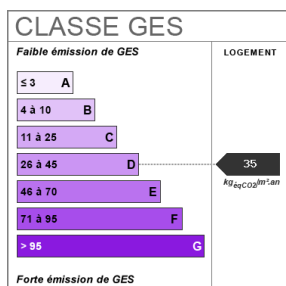 CLASSE GES
Faible émission de GES
LOGEMENT
≤ 3 A
4 à 10 B
11 à 25 C
26 à 45 D
35
kgéqCO2/m².an
46 à 70 E
71 à 95 F
> 95 G
Forte émission de GES